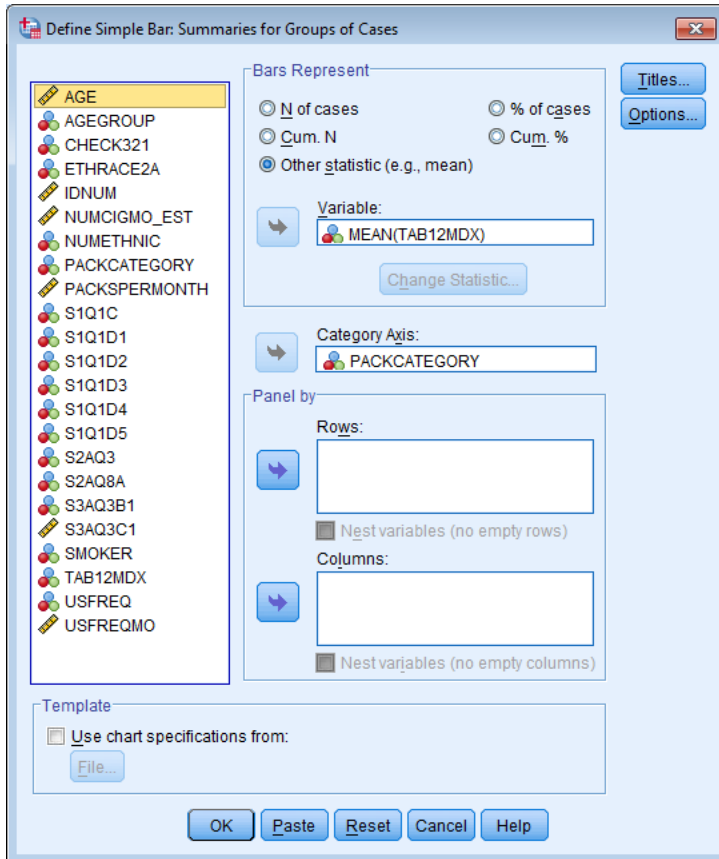 Define Simple Bar: Summaries for Groups of Cases
AGE
AGEGROUP
CHECK321
ETHRACE2A
IDNUM
NUMCIGMO_EST
NUMETHNIC
PACKCATEGORY
PACKSPERMONTH
S1Q1C
S1Q1D1
S1Q1D2
S1Q1D3
S1Q1D4
S1Q1D5
S2AQ3
S2AQ8A
S3AQ3B1
S3AQ3C1
SMOKER
TAB12MDX
USFREQ
USFREQMO
Bars Represent
N of cases % of cases
Cum. N Cum. %
Other statistic (e.g., mean)
Variable:
MEAN(TAB12MDX)
Change Statistic...
Category Axis:
PACKCATEGORY
Panel by
Rows:
Nest variables (no empty rows)
Columns:
Nest variables (no empty columns)
Titles...
Options...
Template
Use chart specifications from:
File...
OK Paste Reset Cancel Help